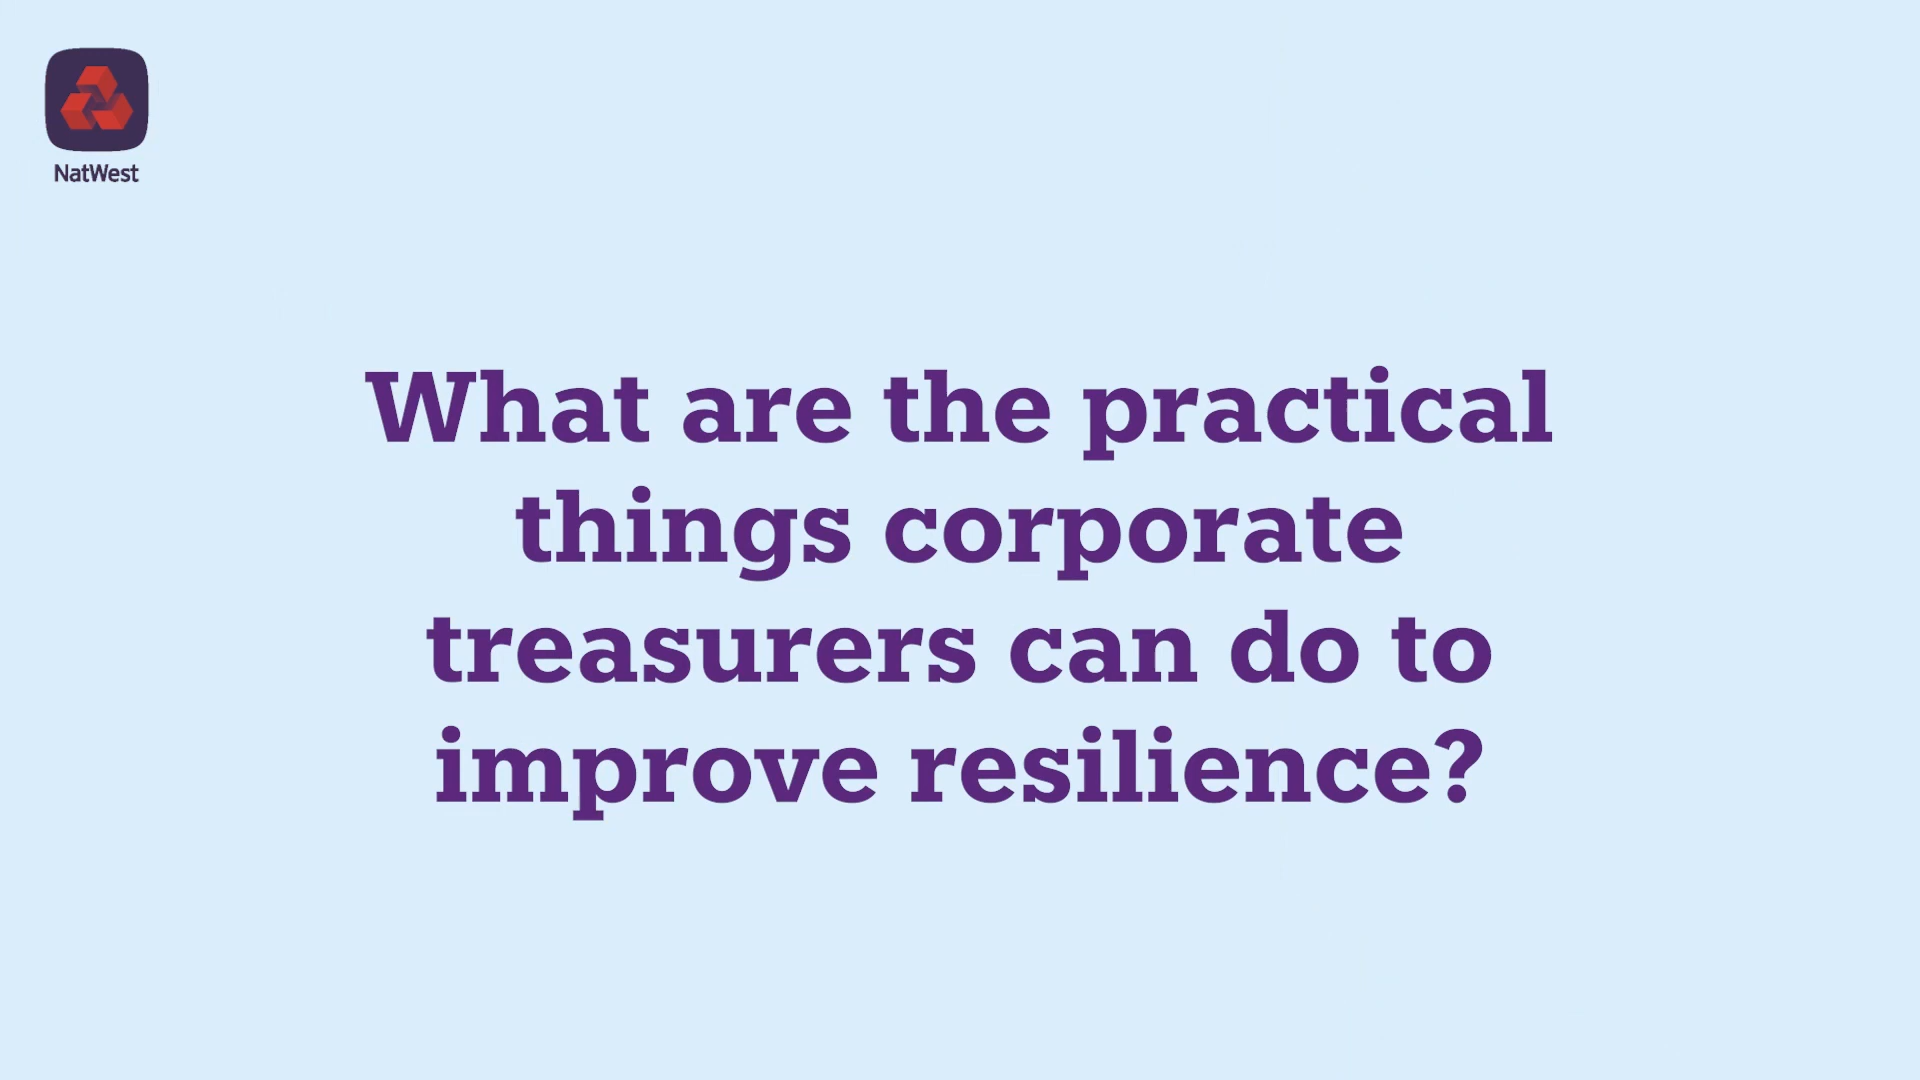 NatWest
What are the practical
things corporate
treasurers can do to
improve resilience?